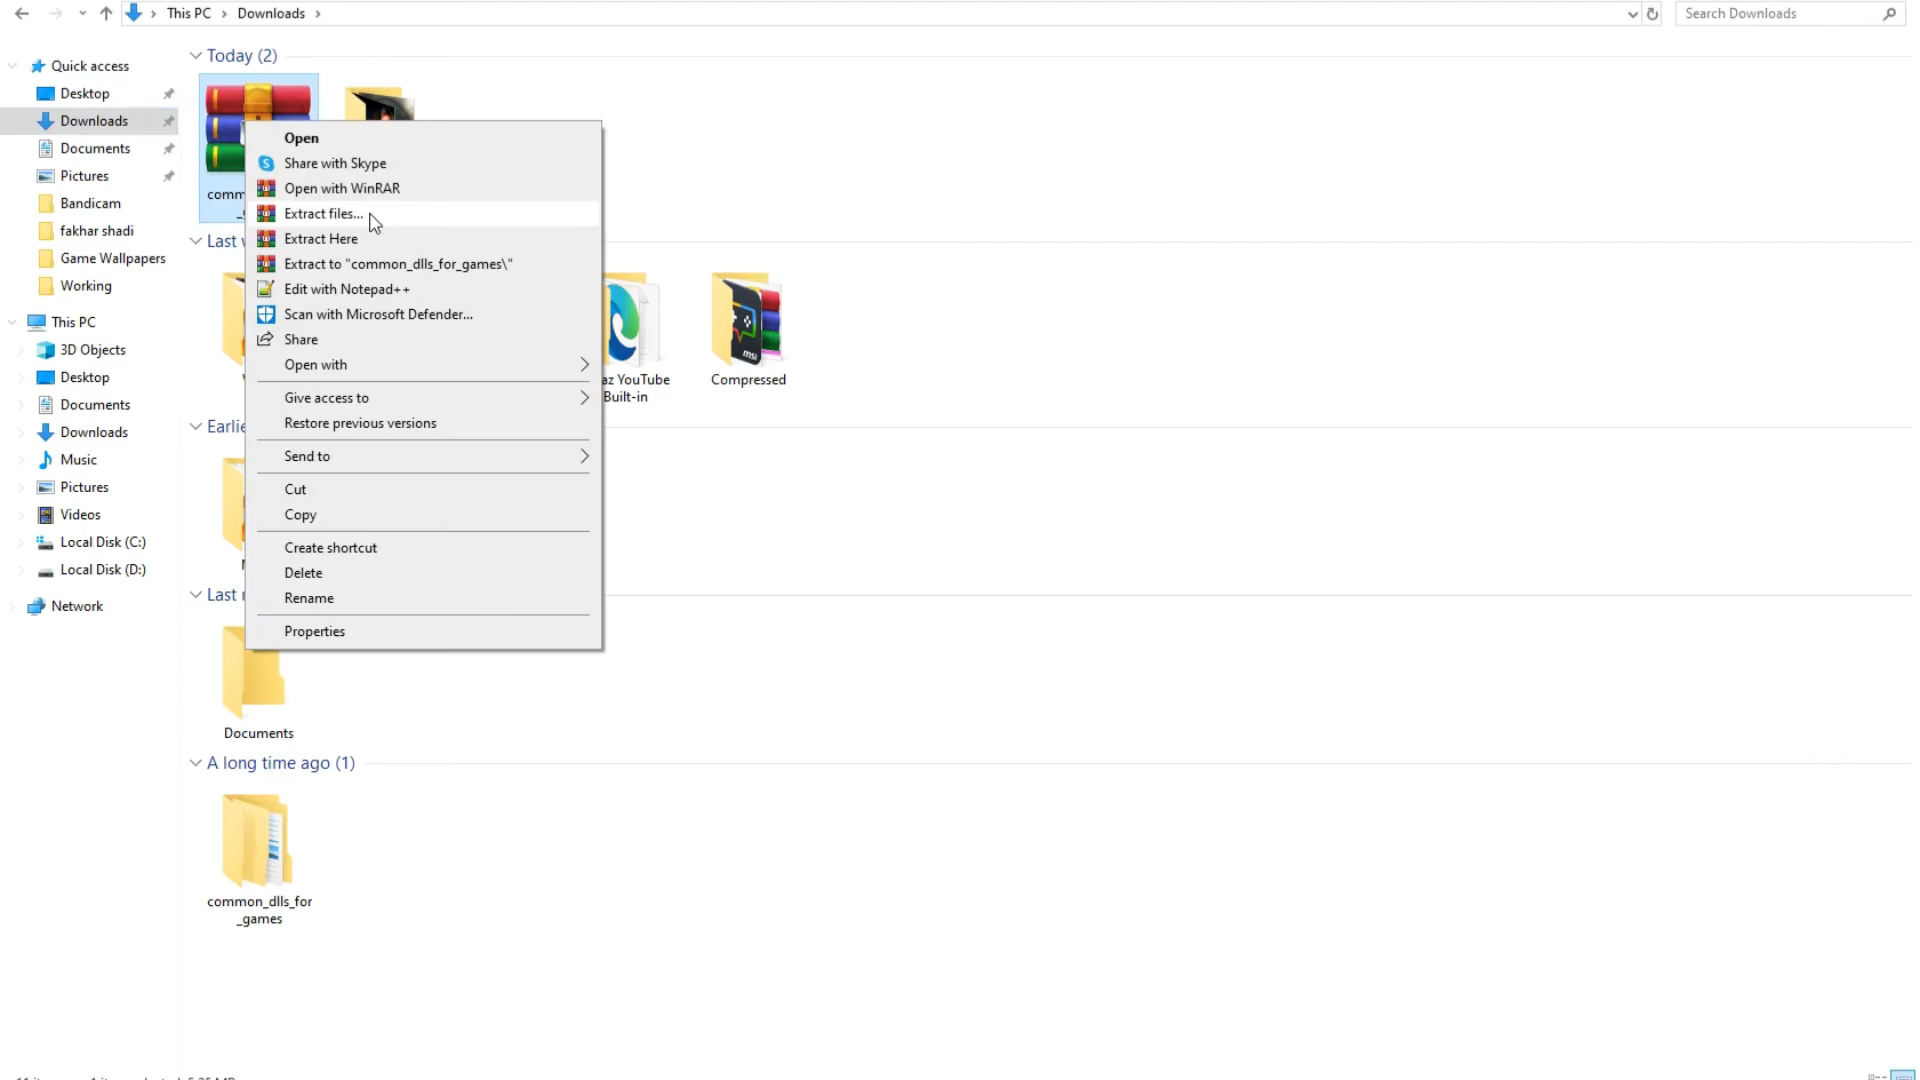 This PC
Downloads
Search Downloads
Quick access
Desktop
Downloads
Documents
Pictures
Bandicam
fakhar shadi
Game Wallpapers
Working
This PC
3D Objects
Desktop
Documents
Downloads
Music
Pictures
Videos
Local Disk (C:)
Local Disk (D:)
Network
Today (2)
Open
Share with Skype
Open with WinRAR
Extract files...
Extract Here
Extract to "common_dlls_for_games\"
Edit with Notepad++
Scan with Microsoft Defender...
Share
Open with
Give access to
Restore previous versions
Send to
Cut
Copy
Create shortcut
Delete
Rename
Properties
Last
YouTube
Built-in
msi
Compressed
Last
Documents
A long time ago (1)
common_dlls_for
_games